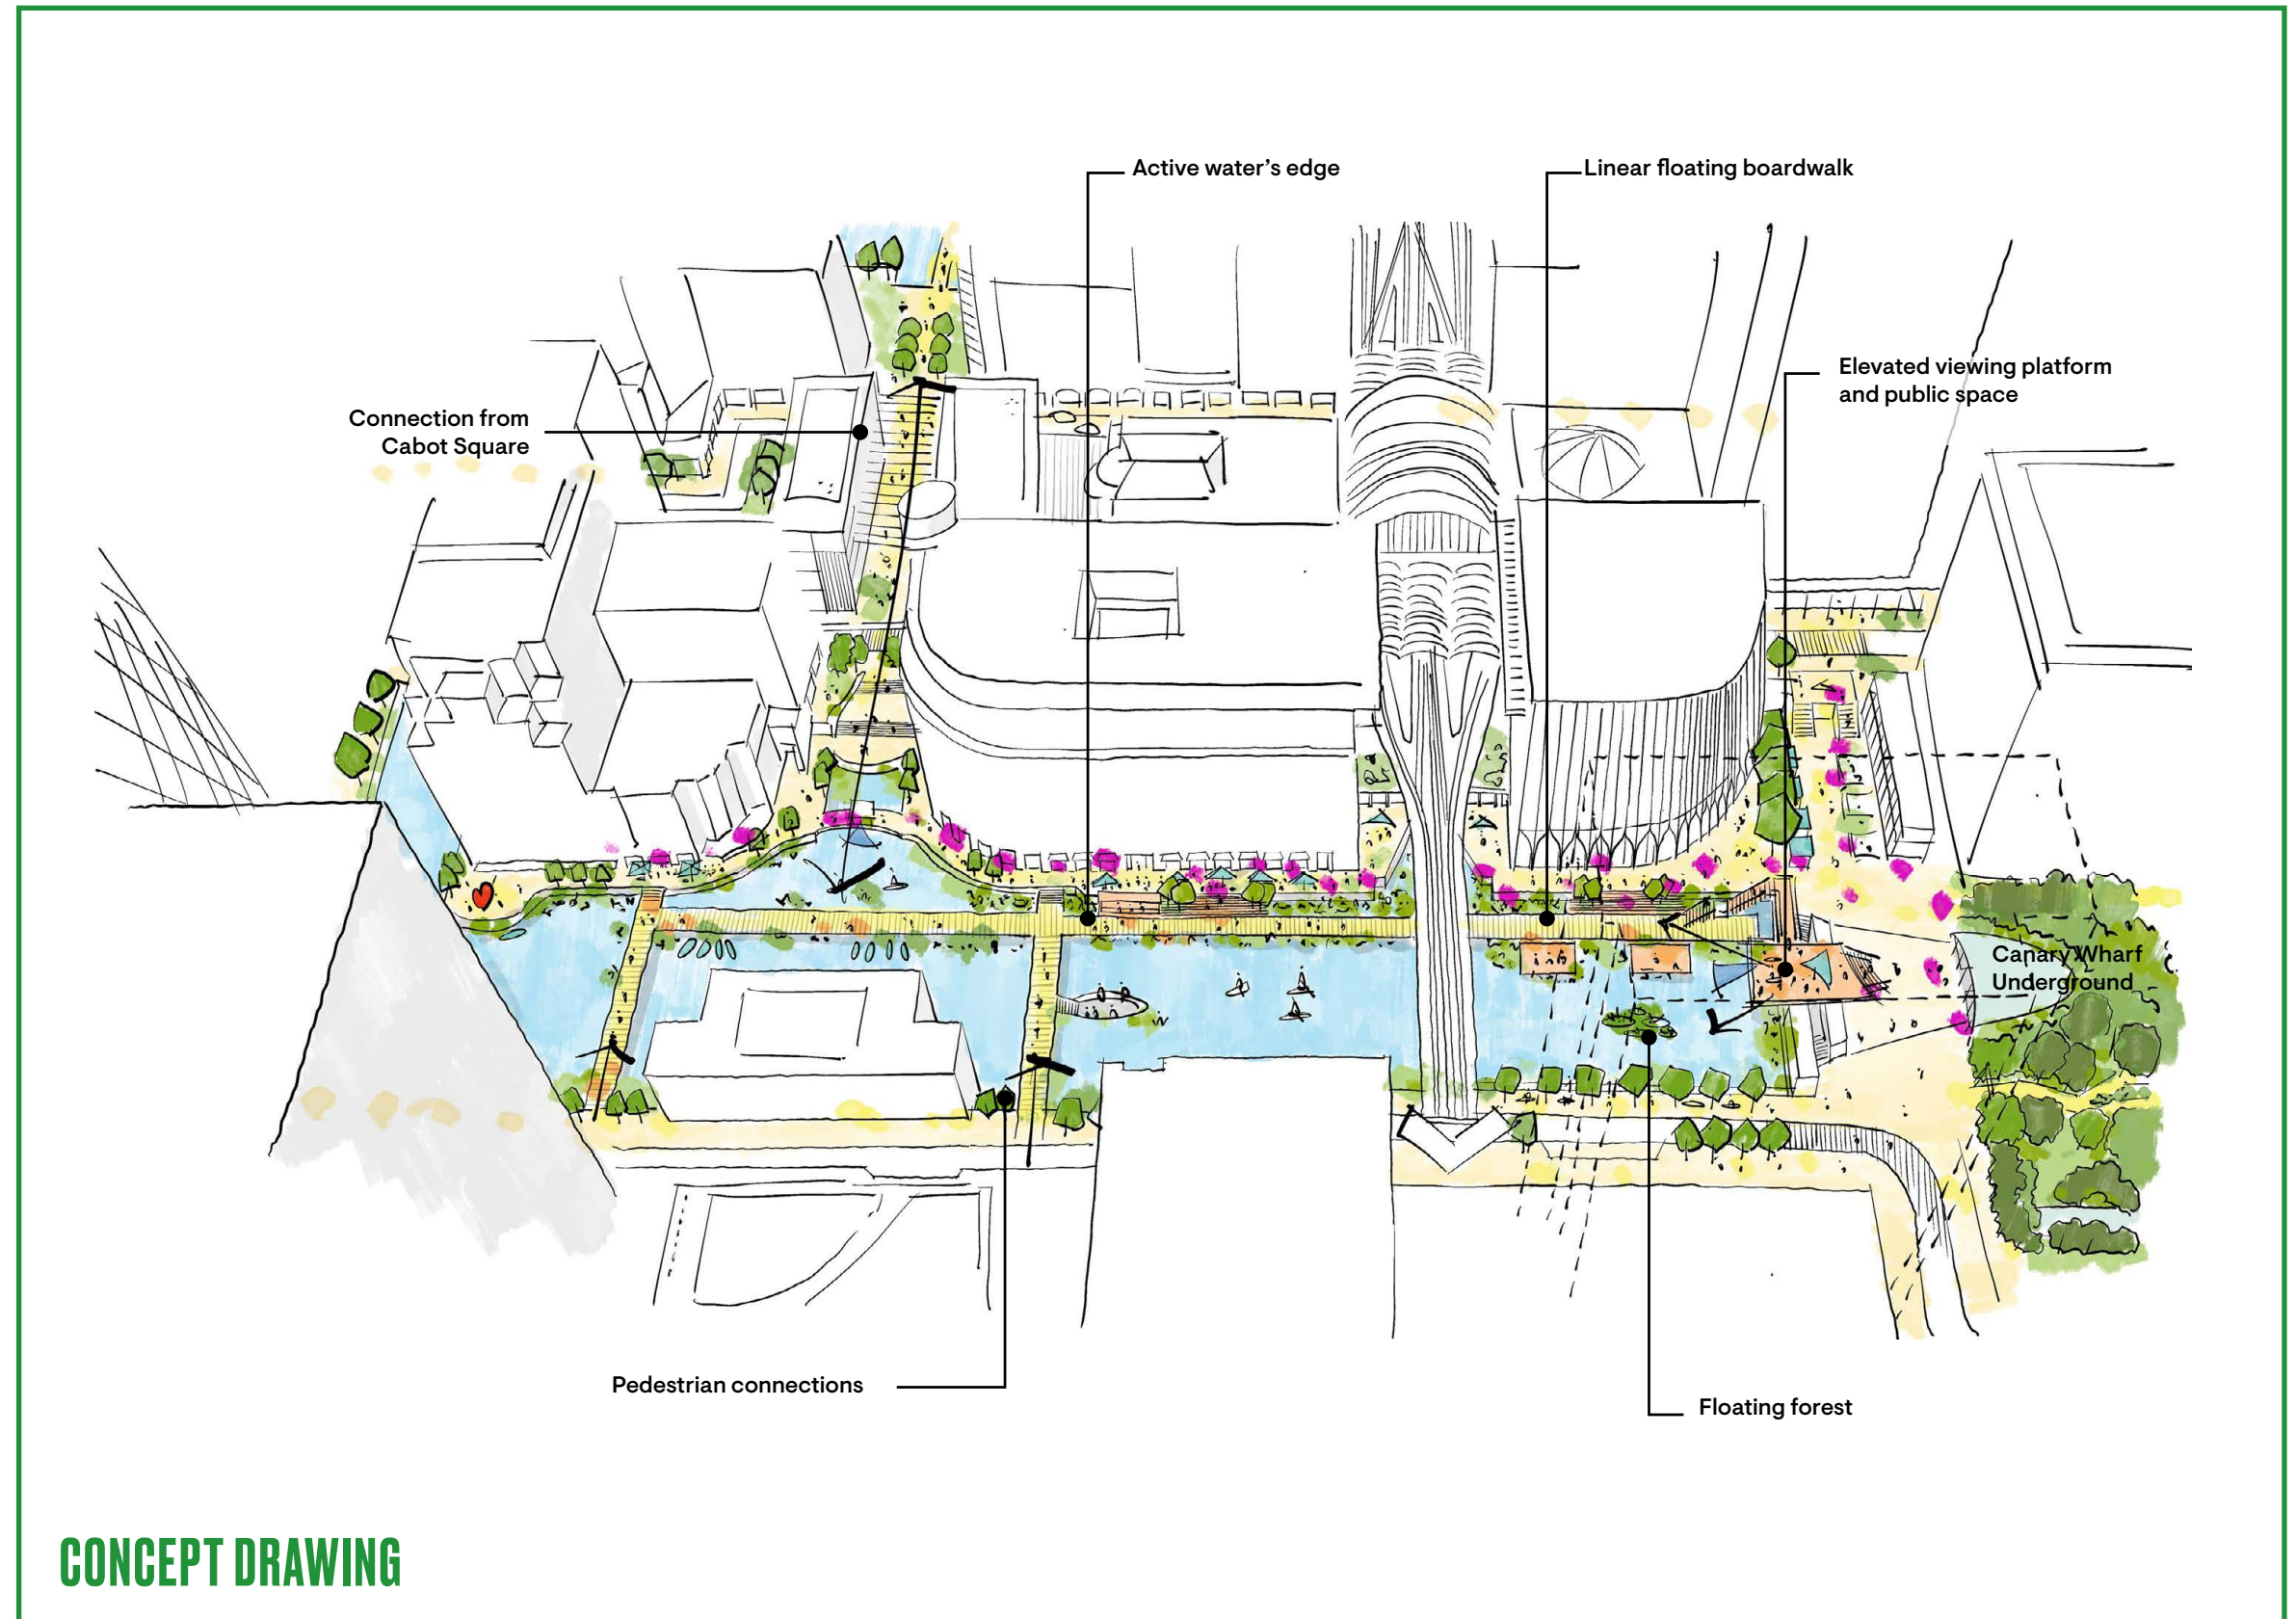 Active water’s edge
Linear floating boardwalk
Elevated viewing platform
and public space
Connection from
Cabot Square
Canary Wharf
Underground
Pedestrian connections
Floating forest
CONCEPT DRAWING